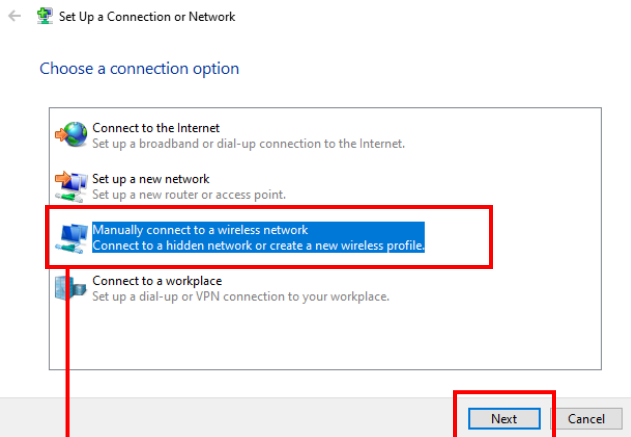 Set Up a Connection or Network
Choose a connection option
Connect to the Internet
Set up a broadband or dial-up connection to the Internet.
Set up a new network
Set up a new router or access point.
Manually connect to a wireless network
Connect to a hidden network or create a new wireless profile.
Connect to a workplace
Set up a dial-up or VPN connection to your workplace.
Next
Cancel